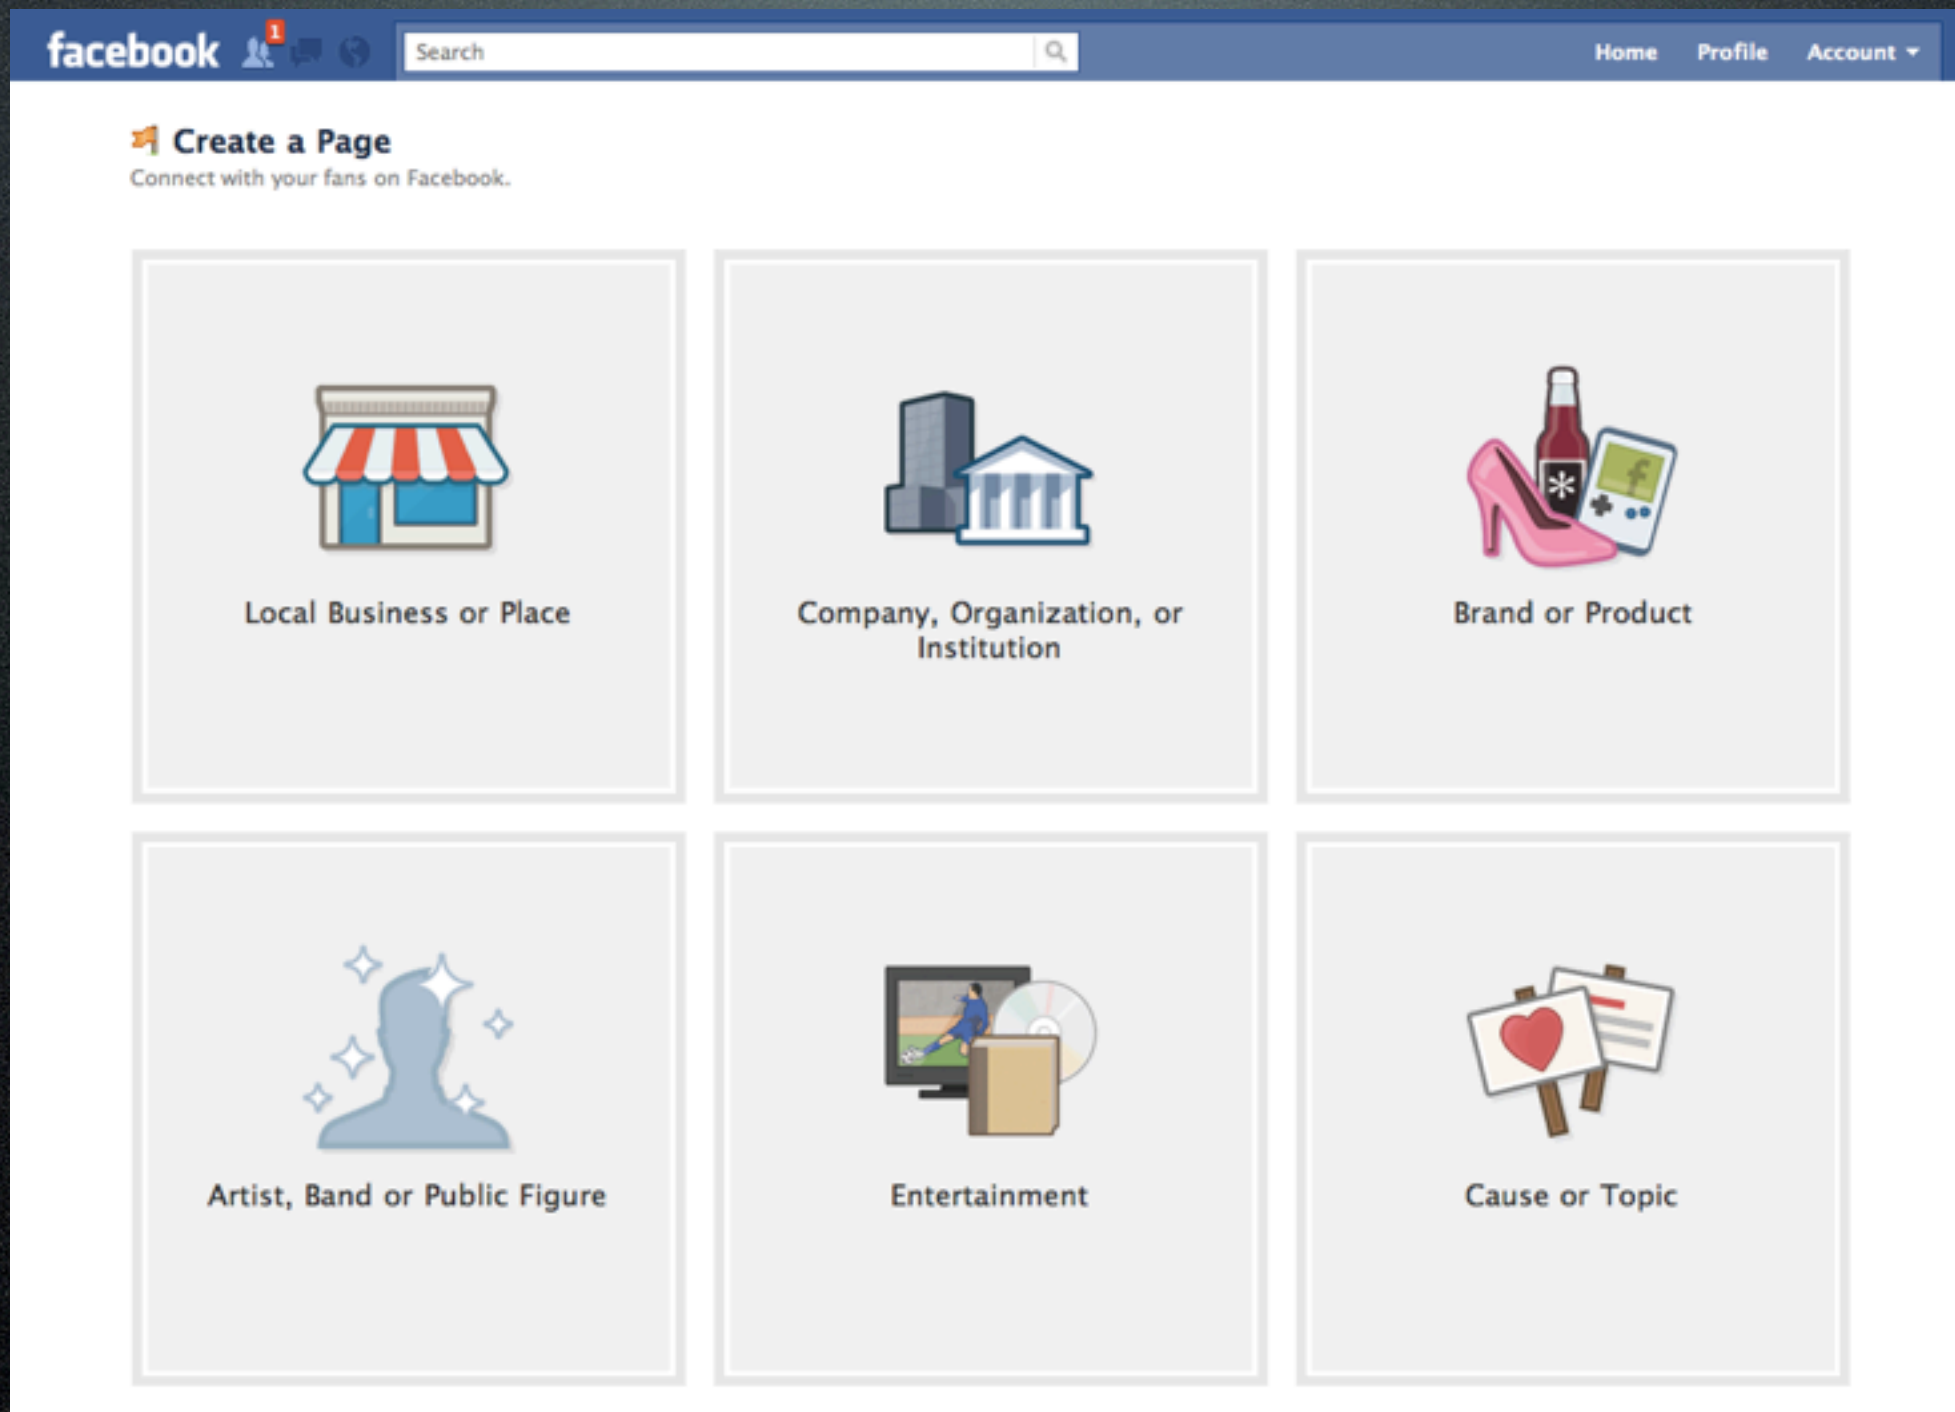 facebook
1
Search
Home
Profile
Account
Create a Page
Connect with your fans on Facebook.
Local Business or Place
Company, Organization, or
Institution
Brand or Product
Artist, Band or Public Figure
Entertainment
Cause or Topic